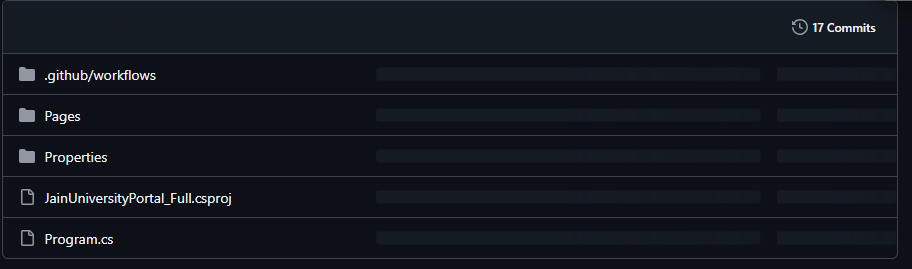 17 Commits
.github/workflows
Pages
Properties
JainUniversityPortal_Full.csproj
Program.cs